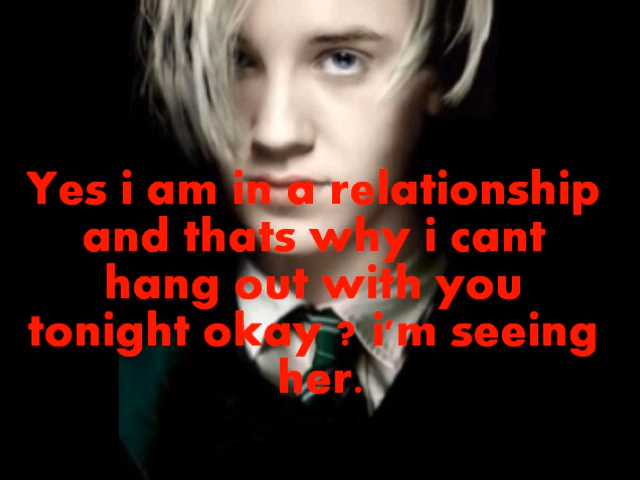 Yes i am in a relationship
and thats why i cant
hang out with you
tonight okay ? i'm seeing
her.